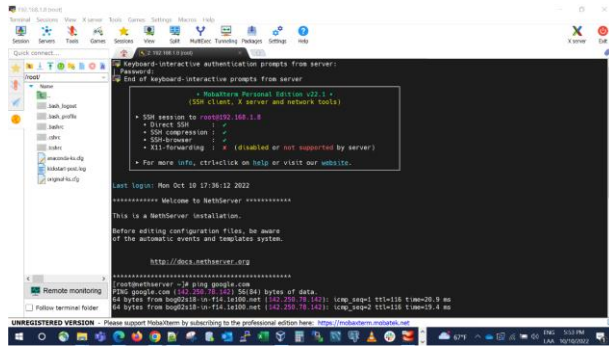 192.168.1.8 (root)
Terminal Sessions View X server Tools Games Settings Macros Help
Session Servers Tools Games Sessions View Split MultiExec Tunneling Packages Settings Help
X server Exit
Quick connect...
2. 192.168.1.8 (root)
/root/
Name
..
.bash_logout
.bash_profile
.bashrc
.cshrc
.tcshrc
anaconda-ks.cfg
kickstart-post.log
original-ks.cfg
Remote monitoring
Follow terminal folder
Keyboard-interactive authentication prompts from server:
| Password:
End of keyboard-interactive prompts from server
• MobaXterm Personal Edition v22.1 •
(SSH client, X server and network tools)
▸ SSH session to root@192.168.1.8
• Direct SSH : ✓
• SSH compression : ✓
• SSH-browser : ✓
• X11-forwarding : ✗ (disabled or not supported by server)
▸ For more info, ctrl+click on help or visit our website.
Last login: Mon Oct 10 17:36:12 2022
************ Welcome to NethServer ************
This is a NethServer installation.
Before editing configuration files, be aware
of the automatic events and templates system.
http://docs.nethserver.org
***********************************************
[root@nethserver ~]# ping google.com
PING google.com (142.250.78.142) 56(84) bytes of data.
64 bytes from bog02s18-in-f14.1e100.net (142.250.78.142): icmp_seq=1 ttl=116 time=20.9 ms
64 bytes from bog02s18-in-f14.1e100.net (142.250.78.142): icmp_seq=2 ttl=116 time=19.4 ms
UNREGISTERED VERSION - Please support MobaXterm by subscribing to the professional edition here: https://mobaxterm.mobatek.net
67°F
ENG
LAA
5:53 PM
10/10/2022